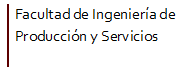 Facultad de Ingeniería de
Producción y Servicios